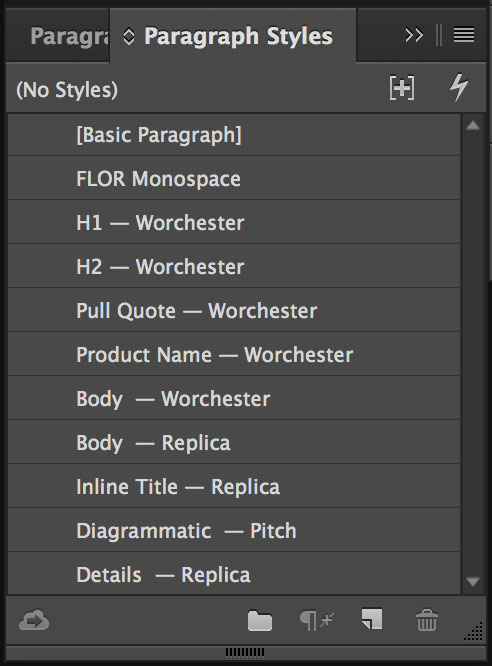 Paragra
Paragraph Styles
(No Styles)
[Basic Paragraph]
FLOR Monospace
H1 — Worchester
H2 — Worchester
Pull Quote — Worchester
Product Name — Worchester
Body  — Worchester
Body  — Replica
Inline Title — Replica
Diagrammatic  — Pitch
Details  — Replica